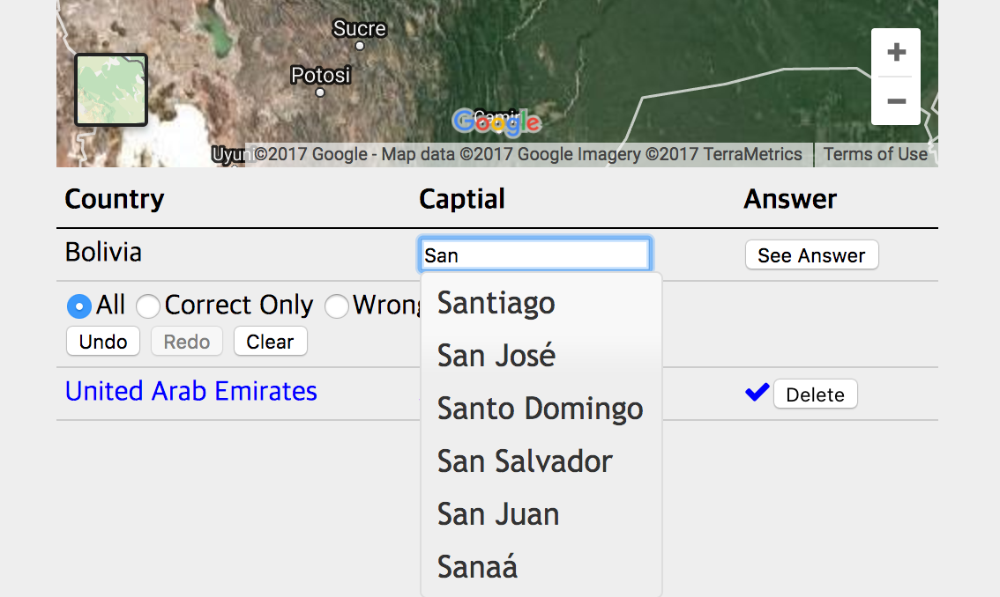 Sucre
Potosi
Google
©2017 Google - Map data ©2017 Google Imagery ©2017 TerraMetrics
Terms of Use
Country Captial Answer
Bolivia San See Answer
Santiago
All Correct Only
San José
Undo Redo Clear
United Arab Emirates Delete
Santo Domingo
San Salvador
San Juan
Sanaá